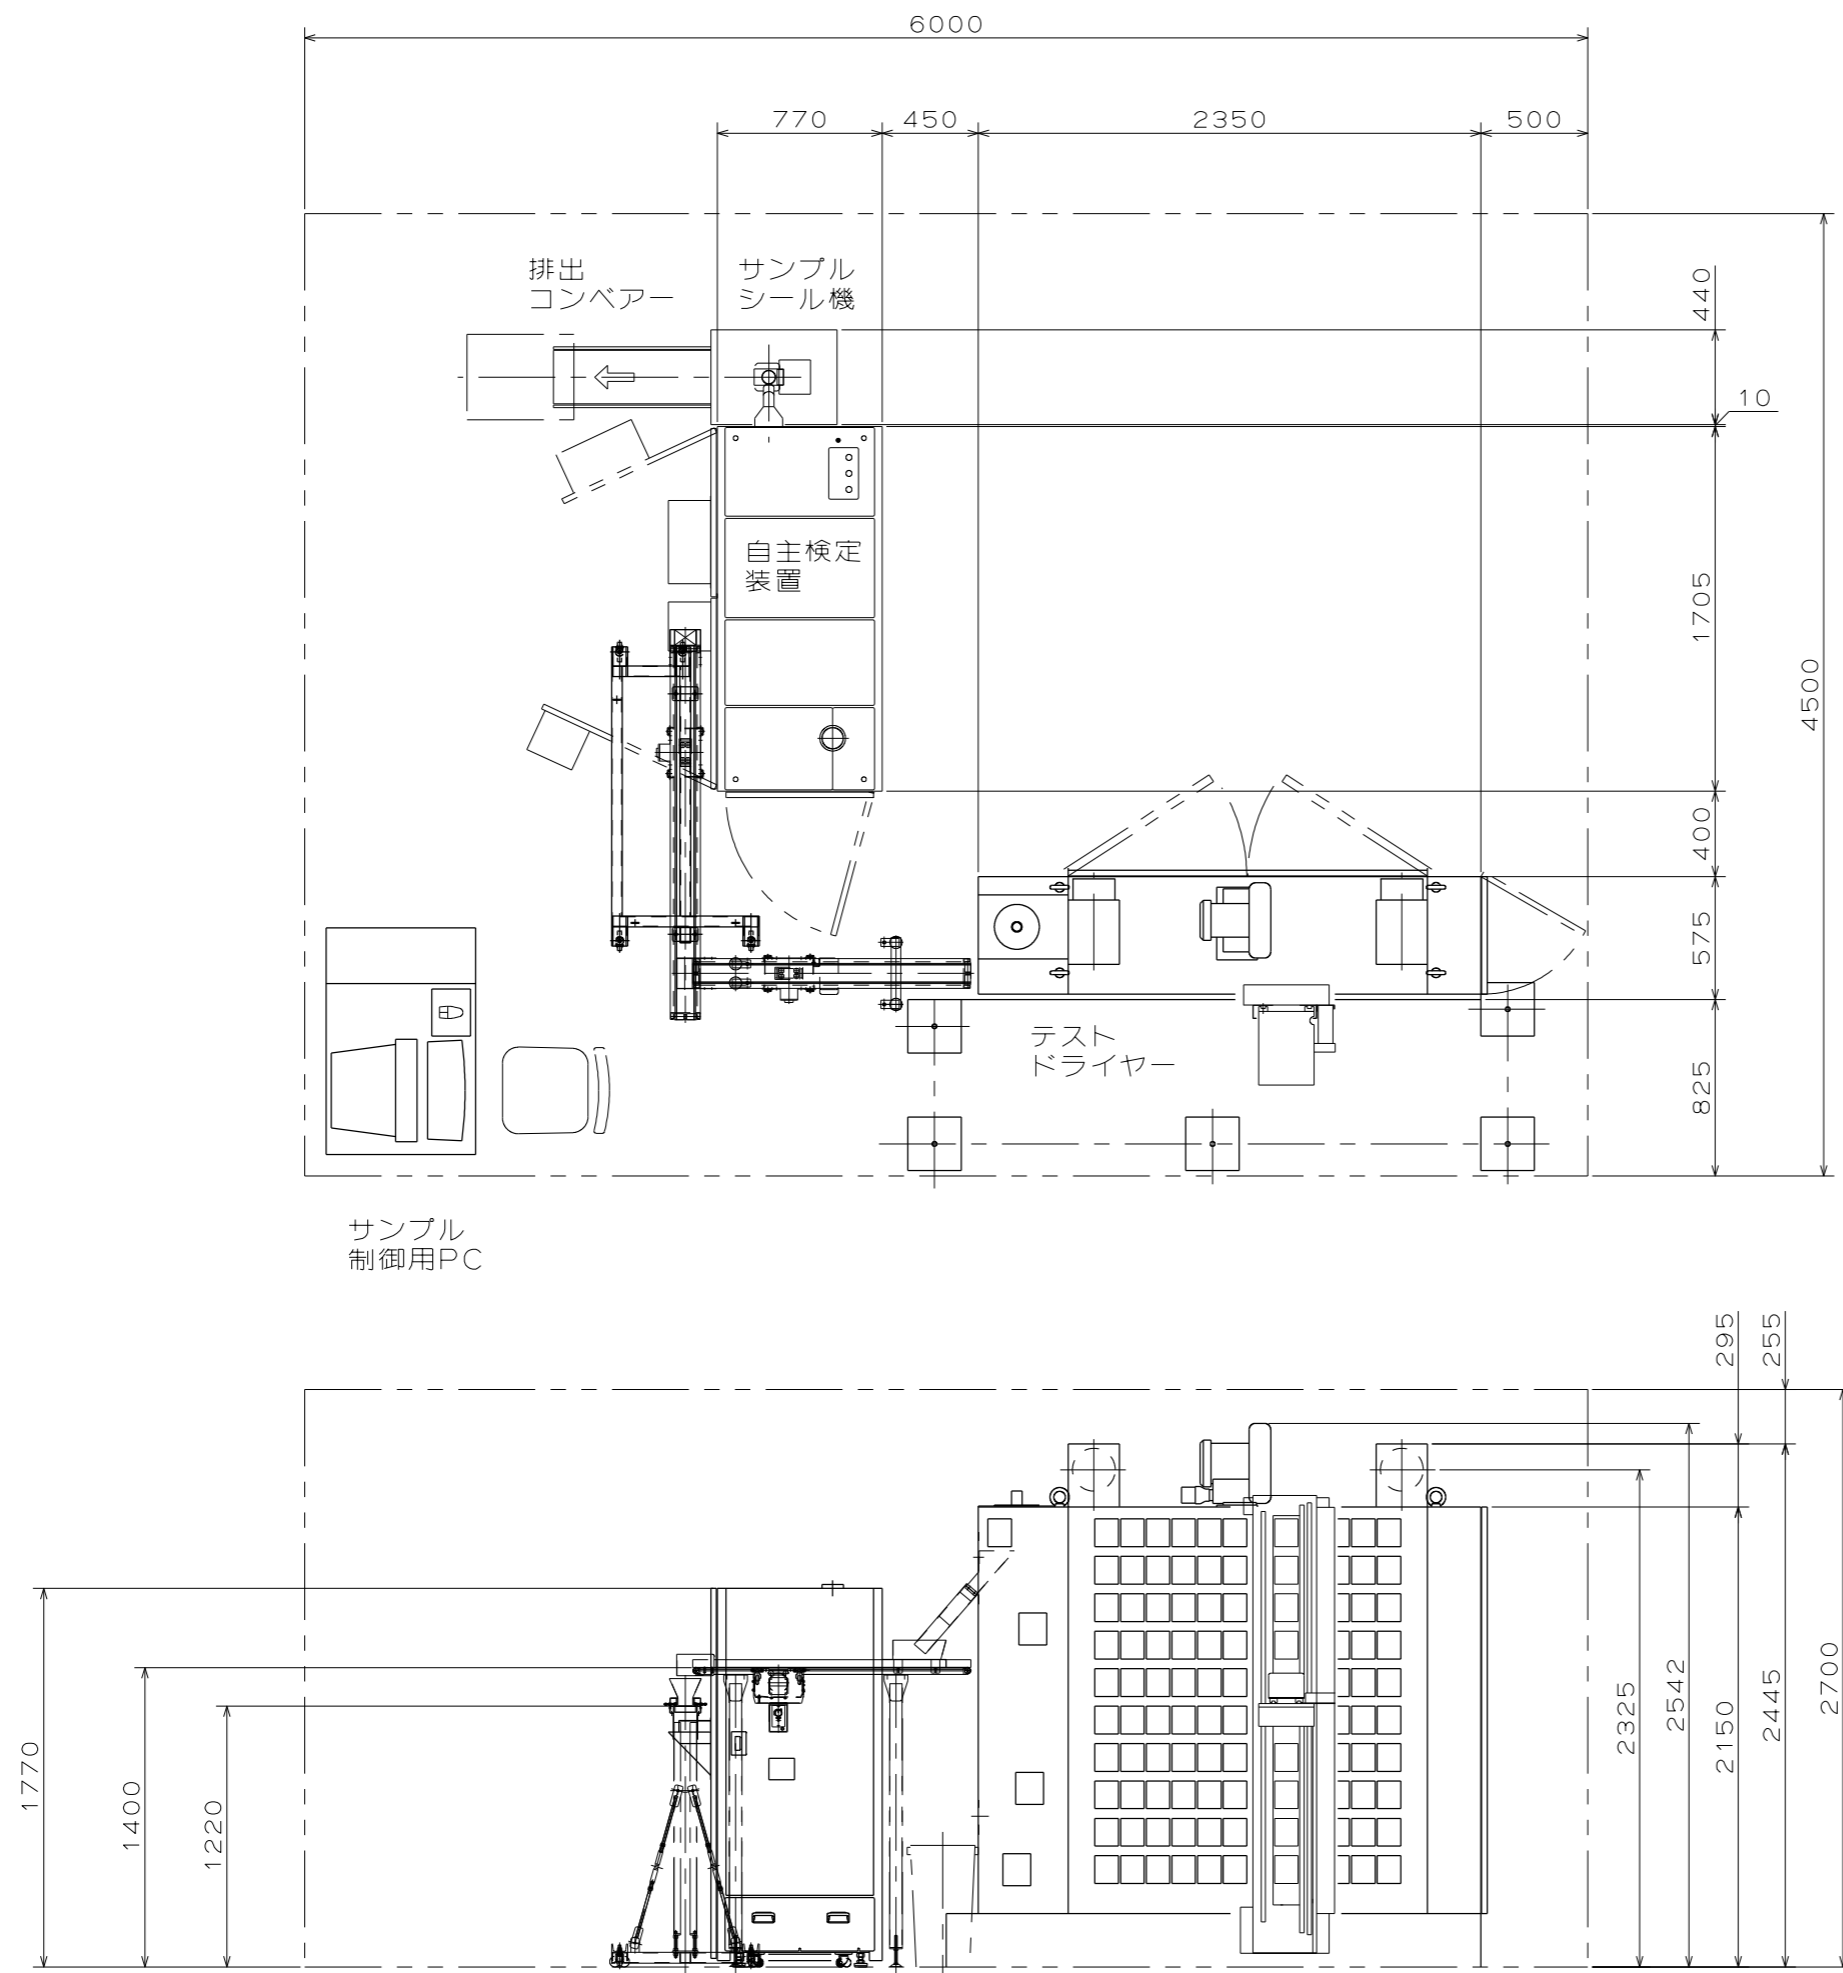 6000
770
450
2350
500
排出
コンベアー
サンプル
シール機
440
10
自主検定
装置
1705
4500
400
575
テスト
ドライヤー
825
サンプル
制御用PC
295
255
1770
1400
1220
2325
2542
2150
2445
2700